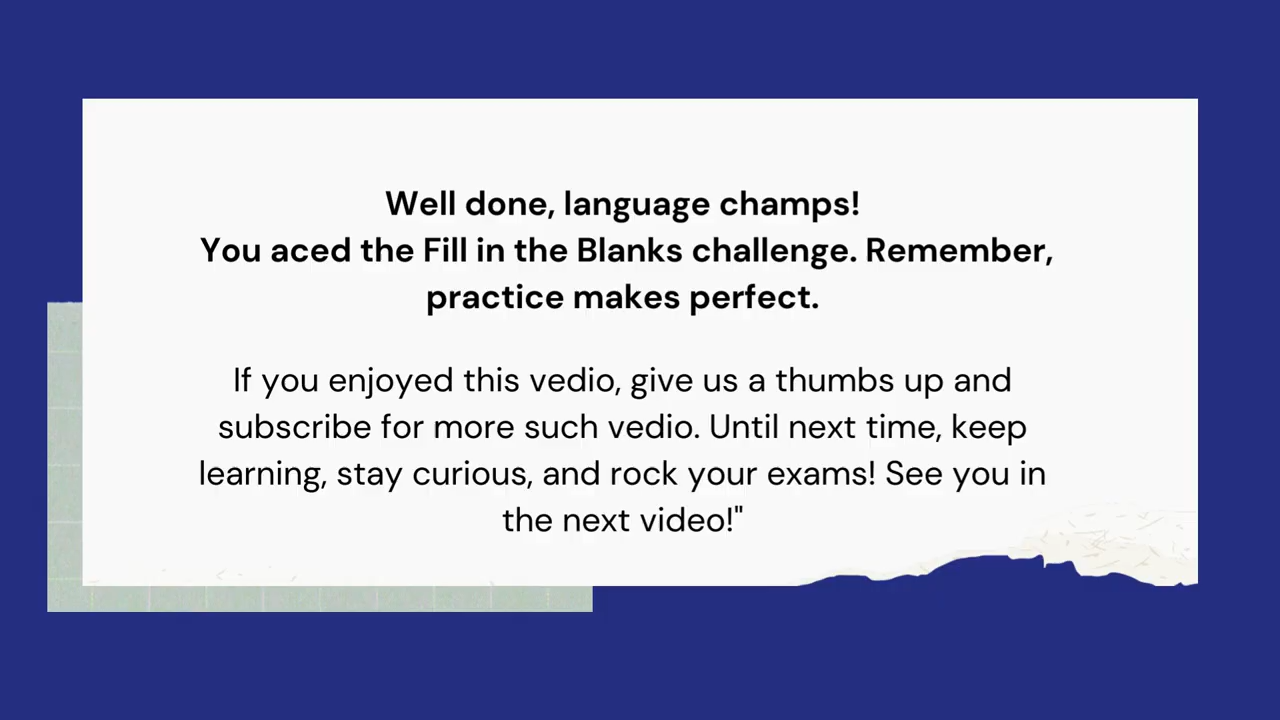 Well done, language champs!
You aced the Fill in the Blanks challenge. Remember,
practice makes perfect.
If you enjoyed this vedio, give us a thumbs up and
subscribe for more such vedio. Until next time, keep
learning, stay curious, and rock your exams! See you in
the next video!"